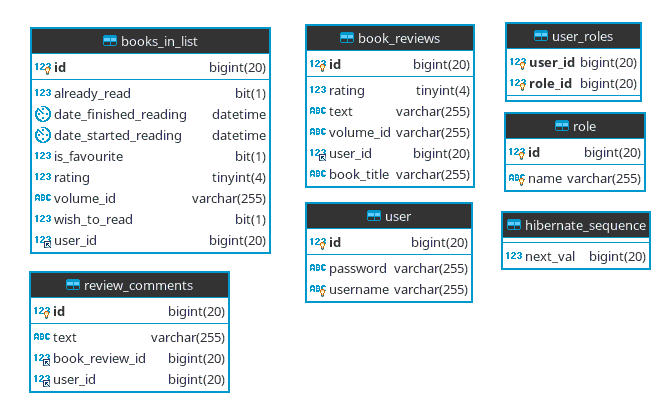 books_in_list
123 id bigint(20)
123 already_read bit(1)
date_finished_reading datetime
date_started_reading datetime
123 is_favourite bit(1)
123 rating tinyint(4)
ABC volume_id varchar(255)
123 wish_to_read bit(1)
123 user_id bigint(20)
review_comments
123 id bigint(20)
ABC text varchar(255)
123 book_review_id bigint(20)
123 user_id bigint(20)
book_reviews
123 id bigint(20)
123 rating tinyint(4)
ABC text varchar(255)
ABC volume_id varchar(255)
123 user_id bigint(20)
ABC book_title varchar(255)
user
123 id bigint(20)
ABC password varchar(255)
ABC username varchar(255)
user_roles
123 user_id bigint(20)
123 role_id bigint(20)
role
123 id bigint(20)
ABC name varchar(255)
hibernate_sequence
123 next_val bigint(20)